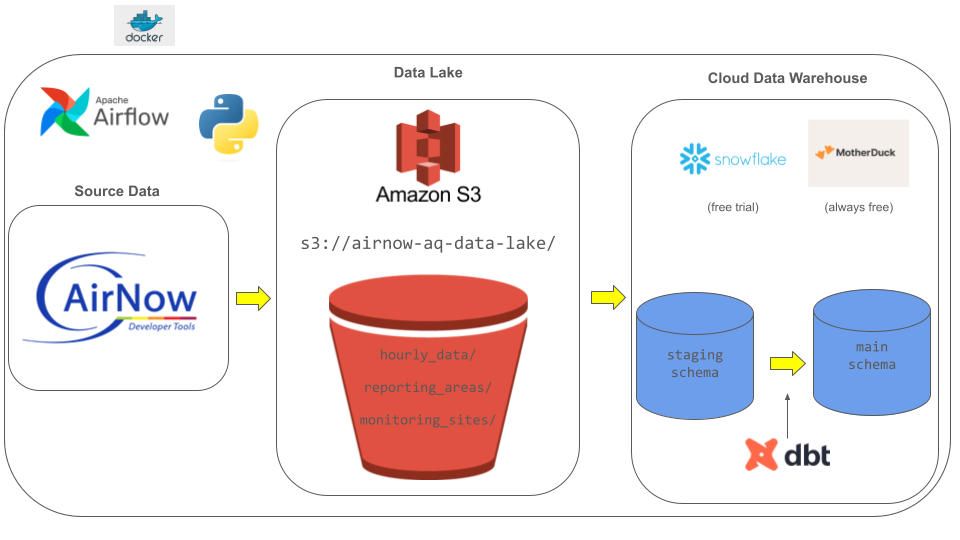 docker
Apache
Airflow
Source Data
AirNow
Developer Tools
Data Lake
Amazon S3
s3://airnow-aq-data-lake/
hourly_data/
reporting_areas/
monitoring_sites/
Cloud Data Warehouse
snowflake
(free trial)
MotherDuck
(always free)
staging
schema
main
schema
dbt